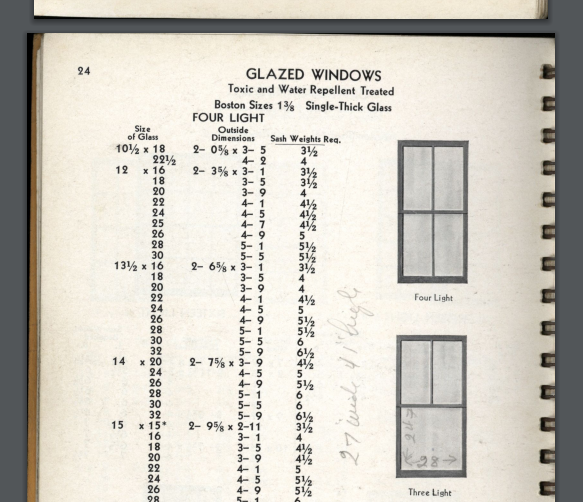 24
GLAZED WINDOWS
Toxic and Water Repellent Treated
Boston Sizes 1⅜ Single-Thick Glass
FOUR LIGHT
Size of Glass Outside Dimensions Sash Weights Req.
10½ x 18 2- 0⅝ x 3- 5 3½
22½ 4- 2 4
12 x 16 2- 3⅝ x 3- 1 3½
18 3- 5 3½
20 3- 9 4
22 4- 1 4½
24 4- 5 4½
25 4- 7 4½
26 4- 9 5
28 5- 1 5½
30 5- 5 5½
13½ x 16 2- 6⅝ x 3- 1 3½
18 3- 5 4
20 3- 9 4
22 4- 1 4½
24 4- 5 5
26 4- 9 5½
28 5- 1 5½
30 5- 5 6
32 5- 9 6½
14 x 20 2- 7⅝ x 3- 9 4½
24 4- 5 5
26 4- 9 5½
28 5- 1 6
30 5- 5 6
32 5- 9 6½
15 x 15* 2- 9⅝ x 2-11 3½
16 3- 1 4
18 3- 5 4½
20 3- 9 4½
22 4- 1 5
24 4- 5 5½
26 4- 9 5½
28 5- 1 6
Four Light
27" wide 41" high
28
Three Light